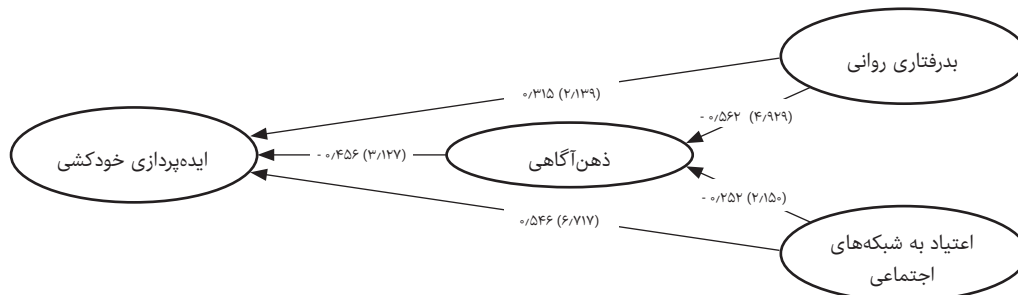 بدرفتاری روانی
۰/۳۱۵ (۲/۱۳۹)
- ۰/۵۶۲ (۴/۹۲۹)
ذهن‌آگاهی
- ۰/۴۵۶ (۳/۱۲۷)
ایده‌پردازی خودکشی
- ۰/۲۵۲ (۲/۱۵۰)
۰/۵۴۶ (۶/۷۱۷)
اعتیاد به شبکه‌های
اجتماعی